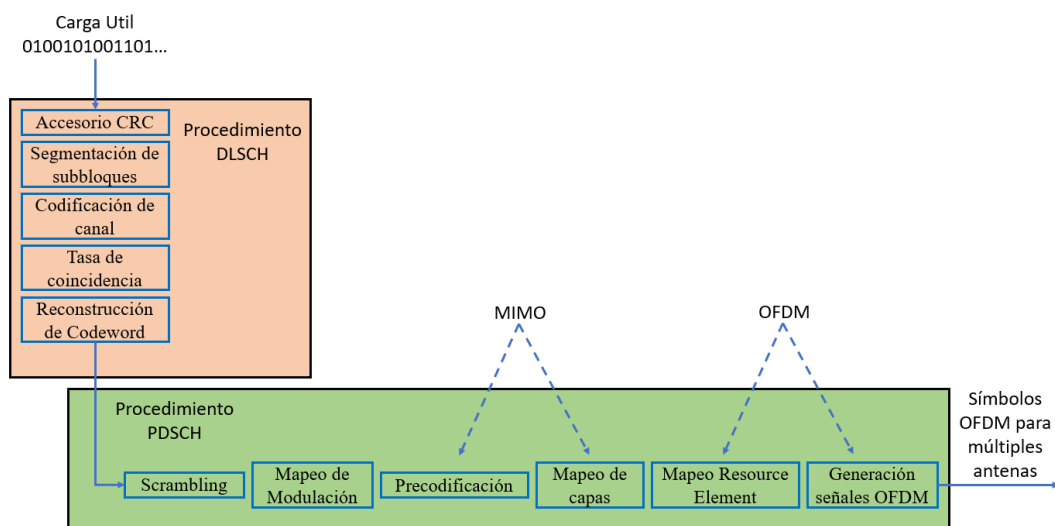 Carga Util
0100101001101...
Accesorio CRC
Procedimiento
DLSCH
Segmentación de
subbloques
Codificación de
canal
Tasa de
coincidencia
Reconstrucción
de Codeword
MIMO
OFDM
Procedimiento
PDSCH
Scrambling
Mapeo de
Modulación
Precodificación
Mapeo de
capas
Mapeo Resource
Element
Generación
señales OFDM
Símbolos
OFDM para
múltiples
antenas